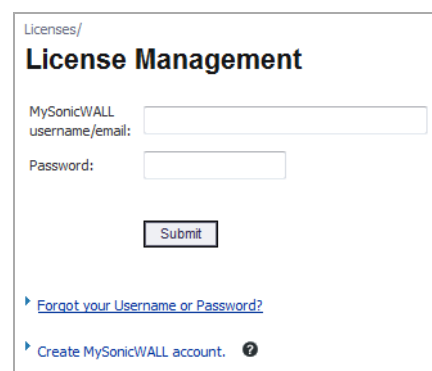 Licenses/
License Management
MySonicWALL
username/email:
Password:
Submit
Forgot your Username or Password?
Create MySonicWALL account. ?